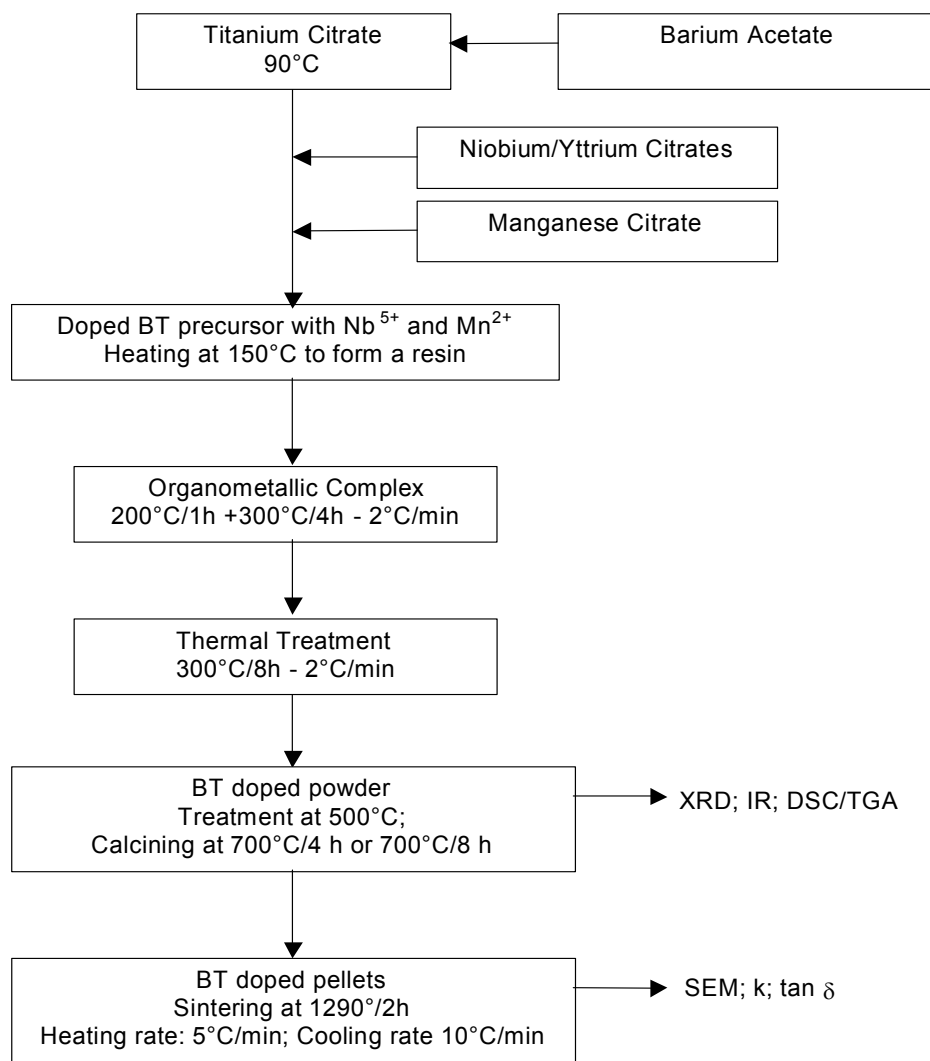 Titanium Citrate
90°C
Barium Acetate
Niobium/Yttrium Citrates
Manganese Citrate
Doped BT precursor with Nb 5+ and Mn2+
Heating at 150°C to form a resin
Organometallic Complex
200°C/1h +300°C/4h - 2°C/min
Thermal Treatment
300°C/8h - 2°C/min
BT doped powder
Treatment at 500°C;
Calcining at 700°C/4 h or 700°C/8 h
XRD; IR; DSC/TGA
BT doped pellets
Sintering at 1290°/2h
Heating rate: 5°C/min; Cooling rate 10°C/min
SEM; k; tan δ